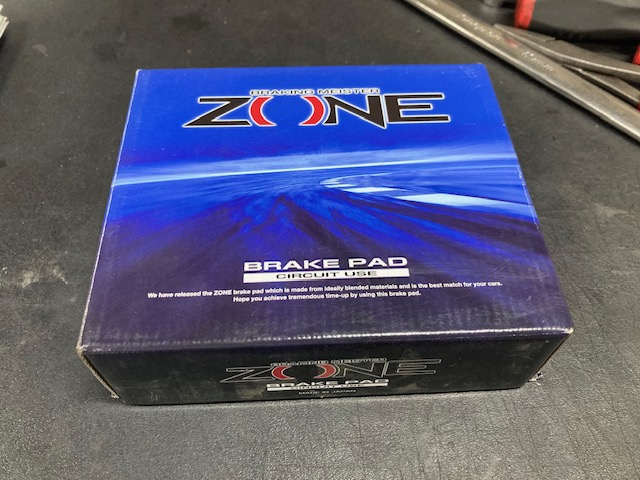 BRAKING MEISTER
ZONE
BRAKE PAD
CIRCUIT USE
We have released the ZONE brake pad which is made from ideally blended materials and is the best match for your cars.
Hope you achieve tremendous time-up by using this brake pad.
BRAKING MEISTER
ZONE
BRAKE PAD
CIRCUIT USE
MADE IN JAPAN